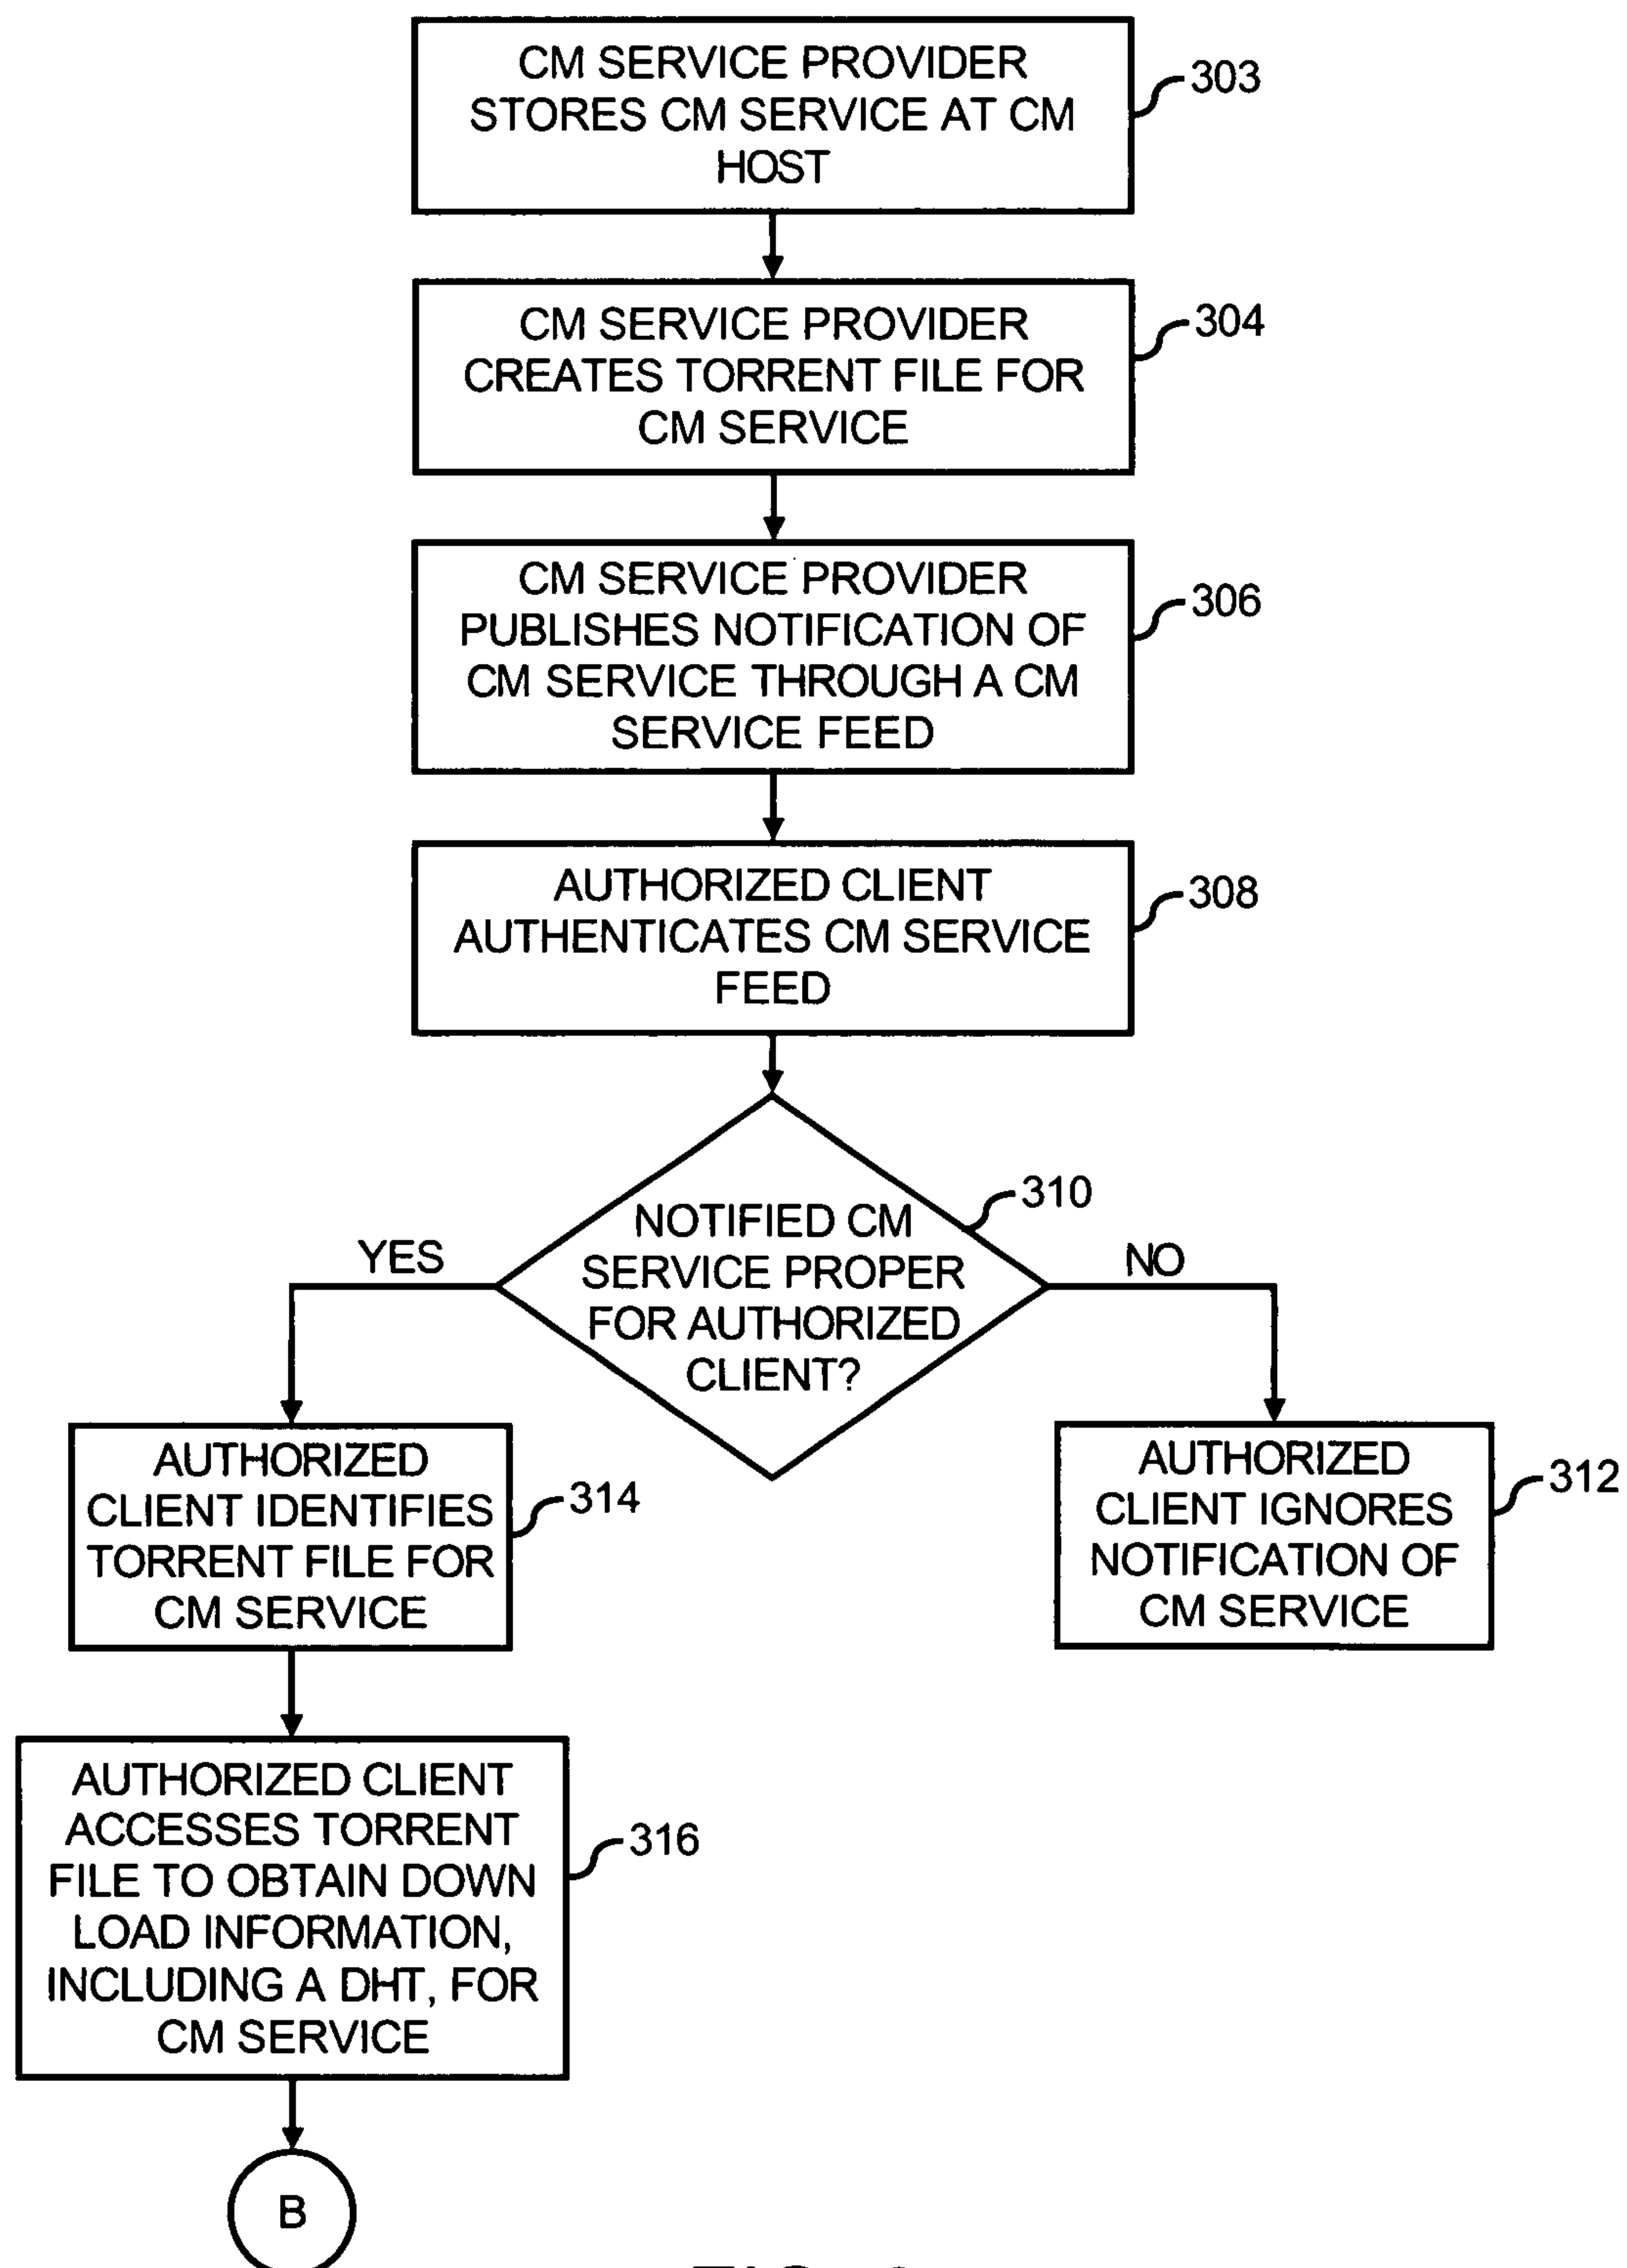 CM SERVICE PROVIDER
STORES CM SERVICE AT CM
HOST
303
CM SERVICE PROVIDER
CREATES TORRENT FILE FOR
CM SERVICE
304
CM SERVICE PROVIDER
PUBLISHES NOTIFICATION OF
CM SERVICE THROUGH A CM
SERVICE FEED
306
AUTHORIZED CLIENT
AUTHENTICATES CM SERVICE
FEED
308
NOTIFIED CM
SERVICE PROPER
FOR AUTHORIZED
CLIENT?
310
YES
NO
AUTHORIZED
CLIENT IDENTIFIES
TORRENT FILE FOR
CM SERVICE
314
AUTHORIZED
CLIENT IGNORES
NOTIFICATION OF
CM SERVICE
312
AUTHORIZED CLIENT
ACCESSES TORRENT
FILE TO OBTAIN DOWN
LOAD INFORMATION,
INCLUDING A DHT, FOR
CM SERVICE
316
B